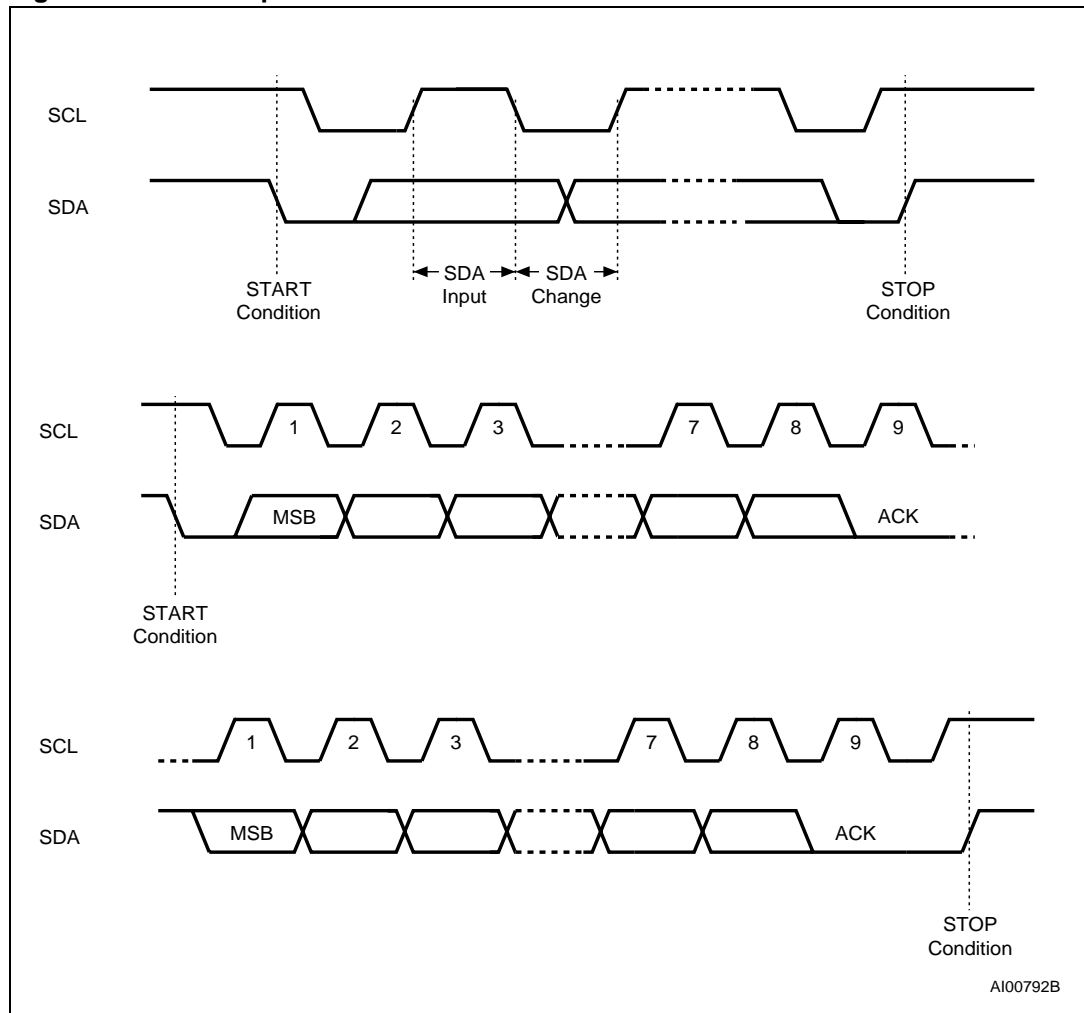 SCL
SDA
SDA
Input
SDA
Change
START
Condition
STOP
Condition
SCL
1 2 3 7 8 9
SDA
MSB ACK
START
Condition
SCL
1 2 3 7 8 9
SDA
MSB ACK
STOP
Condition
AI00792B